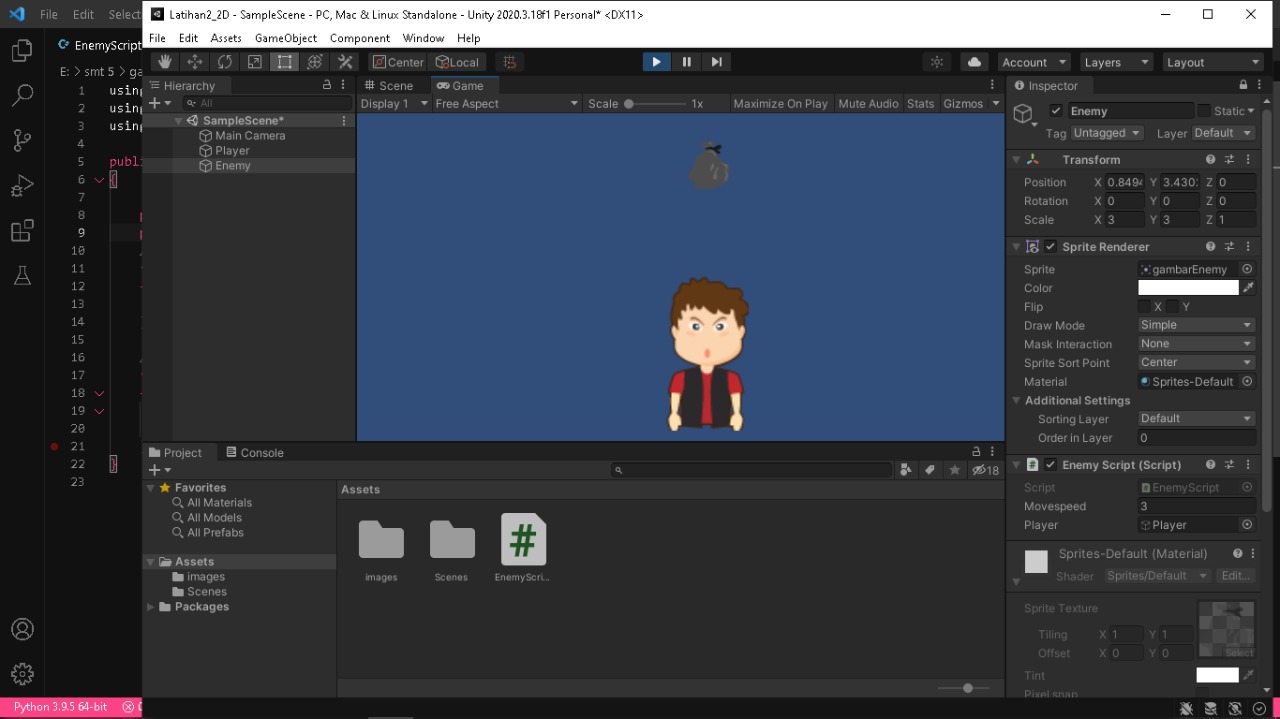 File Edit Select
Latihan2_2D - SampleScene - PC, Mac & Linux Standalone - Unity 2020.3.18f1 Personal* <DX11>
File Edit Assets GameObject Component Window Help
EnemyScript
E: > smt 5 > ga
Center Local
Account Layers Layout
Hierarchy
All
SampleScene*
Main Camera
Player
Enemy
Scene Game
Display 1 Free Aspect Scale 1x Maximize On Play Mute Audio Stats Gizmos
Inspector
Enemy Static
Tag Untagged Layer Default
Transform
Position X 0.8494 Y 3.430 Z 0
Rotation X 0 Y 0 Z 0
Scale X 3 Y 3 Z 1
Sprite Renderer
Sprite gambarEnemy
Color
Flip X Y
Draw Mode Simple
Mask Interaction None
Sprite Sort Point Center
Material Sprites-Default
Additional Settings
Sorting Layer Default
Order in Layer 0
Enemy Script (Script)
Script EnemyScript
Movespeed 3
Player Player
Sprites-Default (Material)
Shader Sprites/Default Edit...
Sprite Texture
Tiling X 1 Y 1
Offset X 0 Y 0
Select
Tint
Pixel snap
1 using
2 using
3 using
4
5 publi
6 {
7
8
9
10
11
12
13
14
15
16
17
18
19
20
21
22 }
23
Project Console
18
Favorites
All Materials
All Models
All Prefabs
Assets
images
Scenes
Packages
Assets
images Scenes EnemyScri...
Python 3.9.5 64-bit